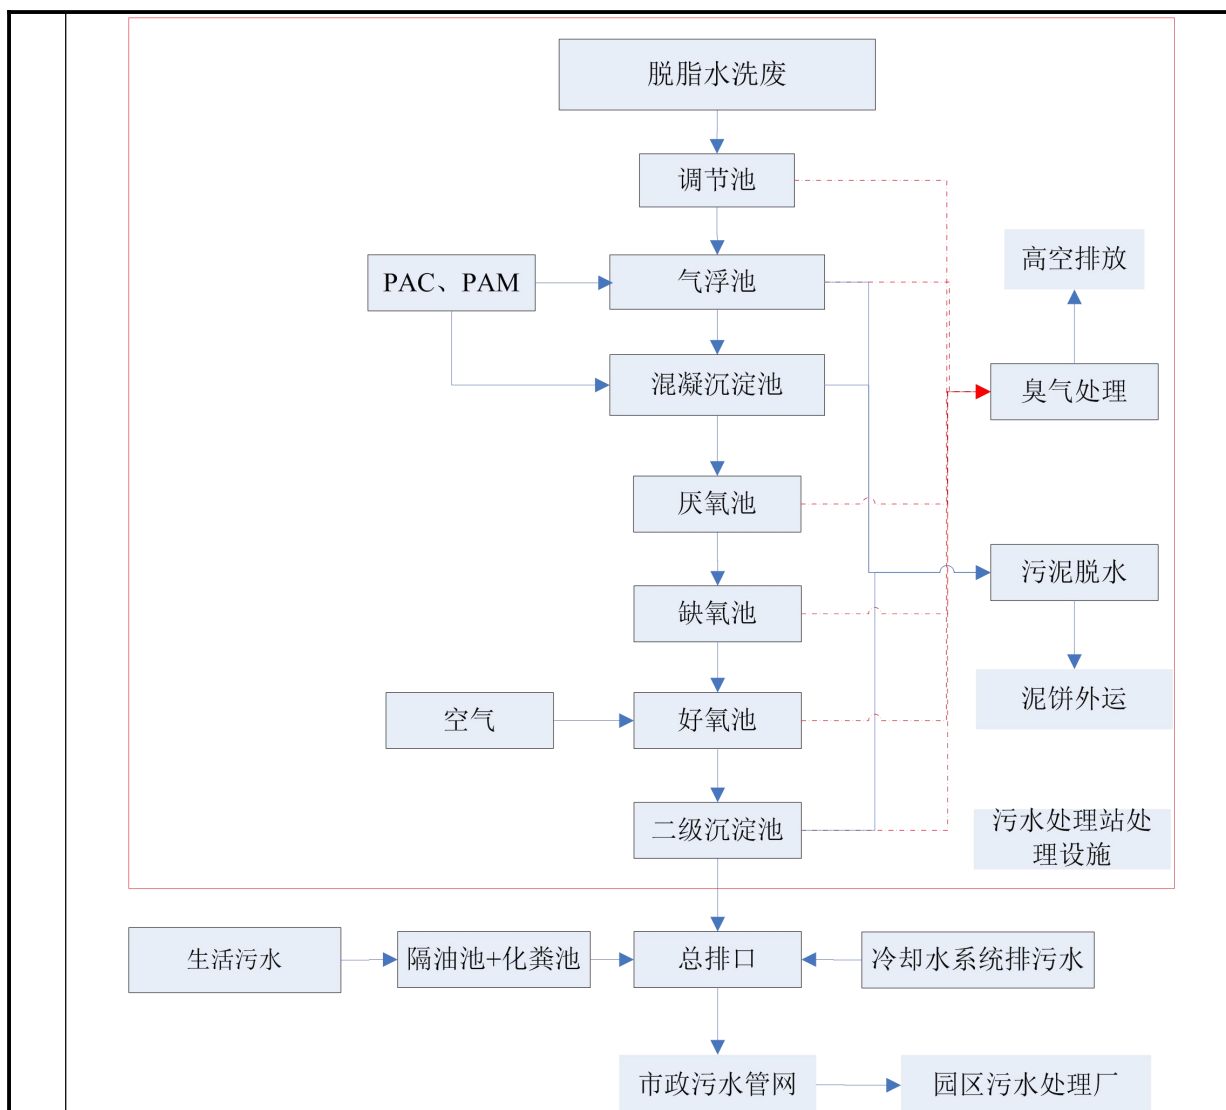 脱脂水洗废
调节池
高空排放
PAC、PAM
气浮池
混凝沉淀池
臭气处理
厌氧池
污泥脱水
缺氧池
泥饼外运
空气
好氧池
二级沉淀池
污水处理站处
理设施
生活污水
隔油池+化粪池
总排口
冷却水系统排污水
市政污水管网
园区污水处理厂